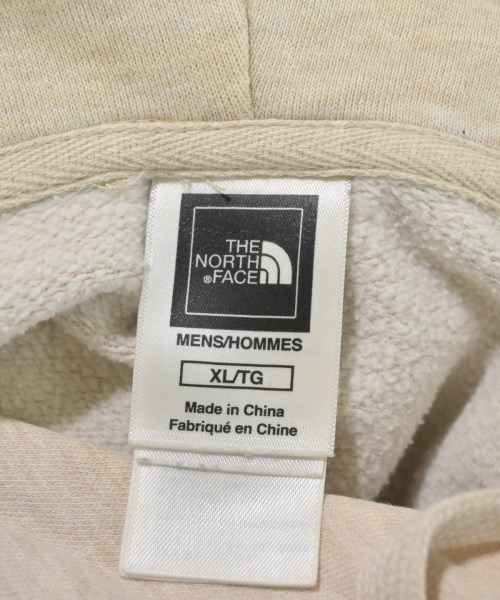 THE
NORTH
®FACE
MENS/HOMMES
XL/TG
Made in China
Fabriqué en Chine